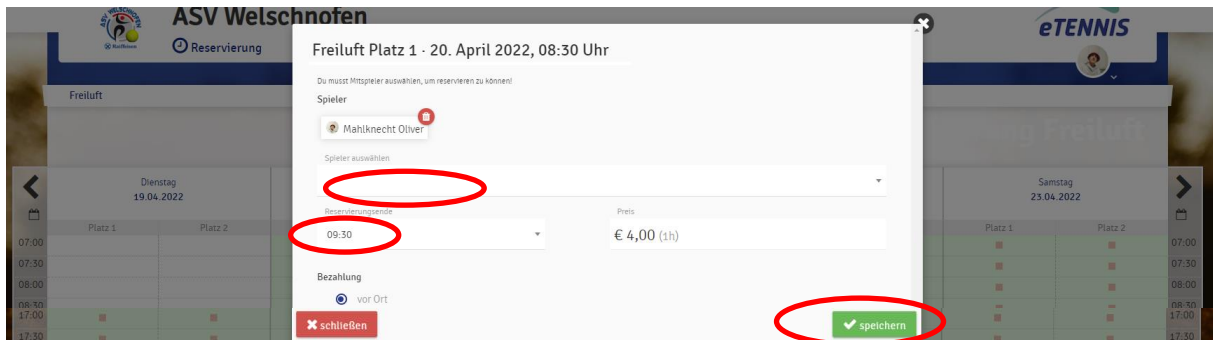 ASV Welschnofen
eTENNIS
Raiffeisen
Reservierung
Freiluft Platz 1 · 20. April 2022, 08:30 Uhr
Du musst Mitspieler auswählen, um reservieren zu können!
Freiluft
Spieler
Mahlknecht Oliver
Freiluft
Spieler auswählen
Dienstag
19.04.2022
Samstag
23.04.2022
Reservierungsende
Preis
09:30
€ 4,00 (1h)
Platz 1 Platz 2
Platz 1 Platz 2
07:00 07:00
07:30 07:30
Bezahlung
08:00 08:00
vor Ort
08:30 08:30
17:00 17:00
schließen
speichern
17:30 17:30